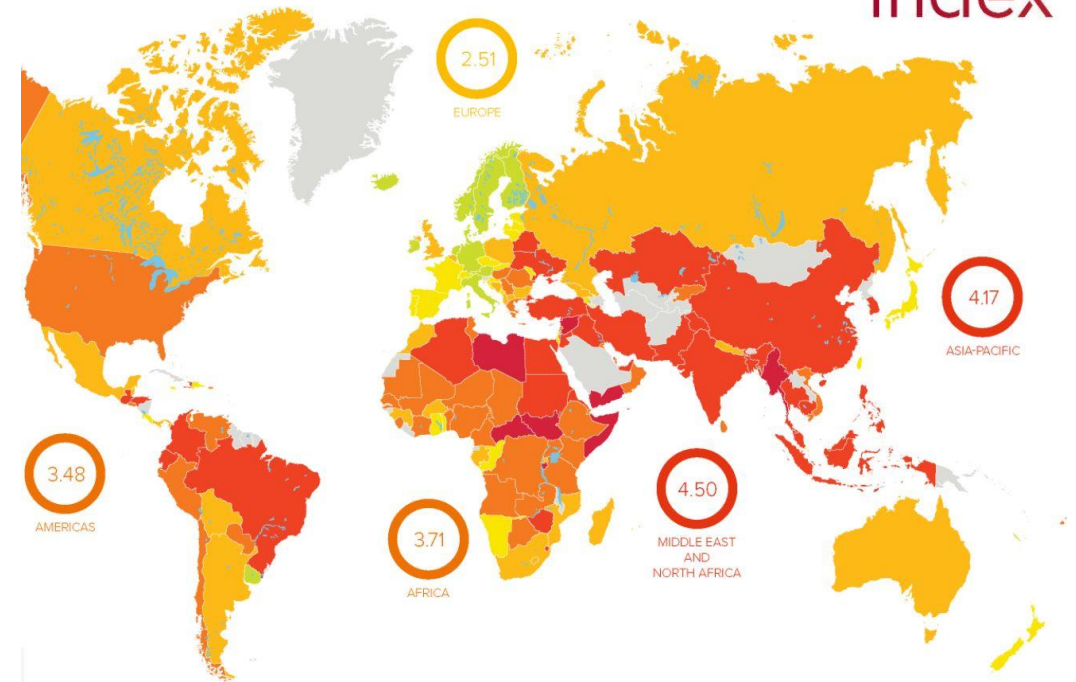 Index
2.51
EUROPE
4.17
ASIA-PACIFIC
3.48
AMERICAS
4.50
MIDDLE EAST
AND
NORTH AFRICA
3.71
AFRICA